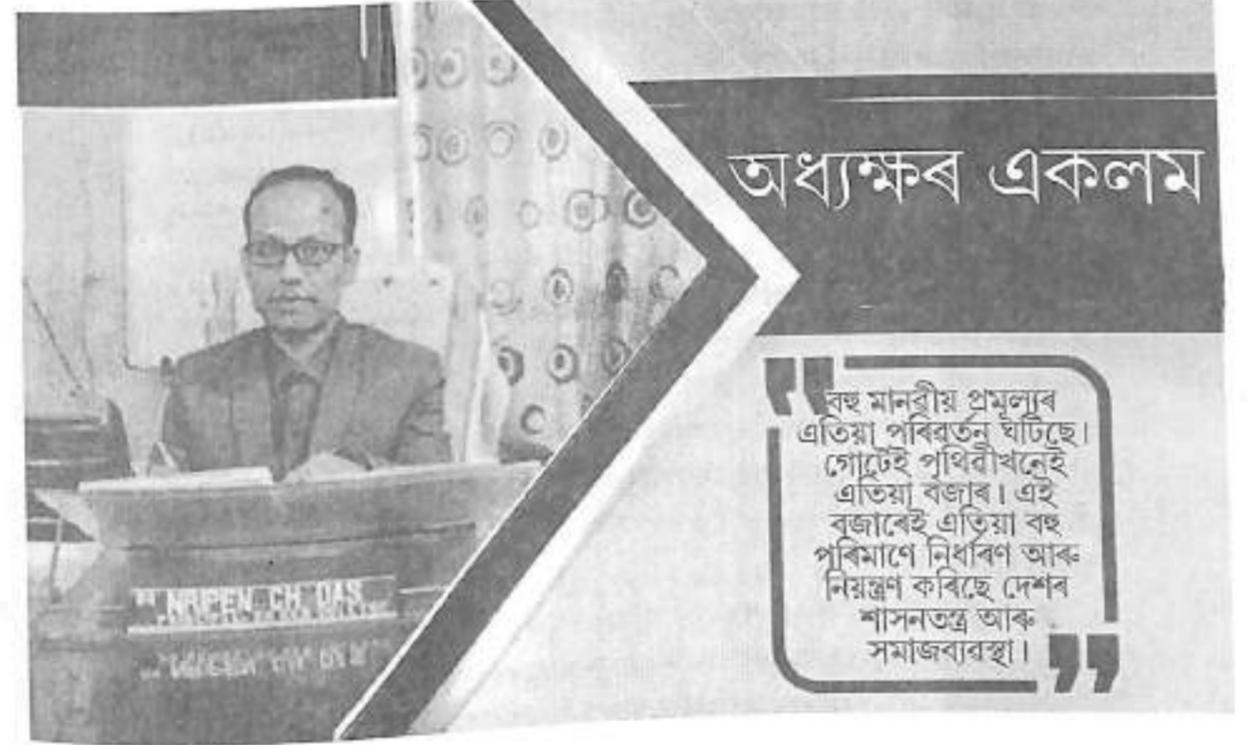 অধ্যক্ষৰ একলম
বহু মানৱীয় প্ৰমূল্যৰ
এতিয়া পৰিৱৰ্তন ঘটিছে।
গোটেই পৃথিৱীখনেই
এতিয়া বজাৰ। এই
বজাৰেই এতিয়া বহু
পৰিমাণে নিৰ্ধাৰণ আৰু
নিয়ন্ত্ৰণ কৰিছে দেশৰ
শাসনতন্ত্ৰ আৰু
সমাজব্যৱস্থা।
NRIPEN CH DAS